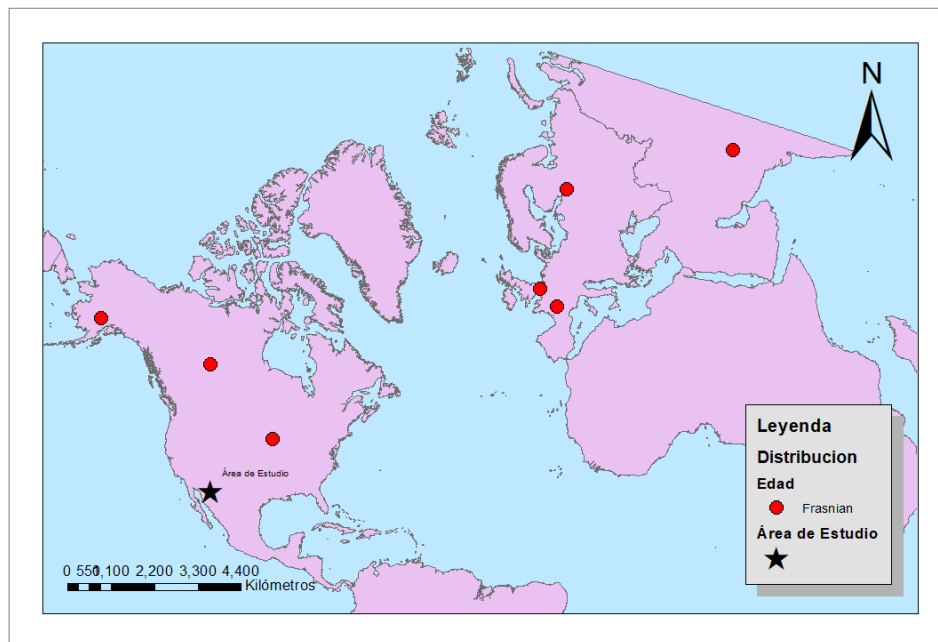 N
Área de Estudio
Leyenda
Distribucion
Edad
Frasnian
Área de Estudio
0 550 1,100 2,200 3,300 4,400
Kilómetros